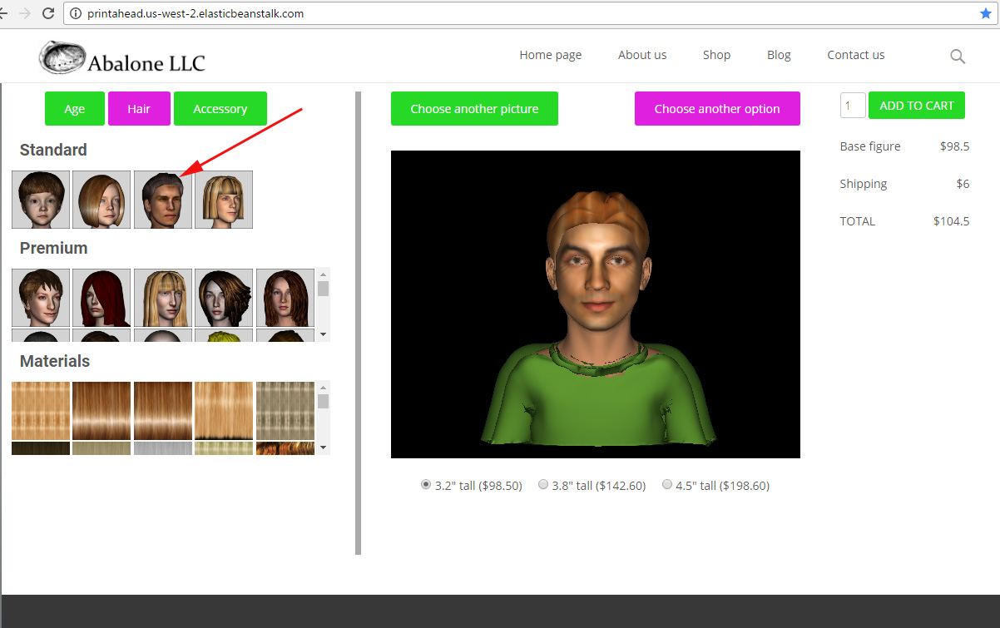 printahead.us-west-2.elasticbeanstalk.com
Abalone LLC
Home page About us Shop Blog Contact us
Age Hair Accessory
Standard
Premium
Materials
Choose another picture Choose another option
3.2" tall ($98.50) 3.8" tall ($142.60) 4.5" tall ($198.60)
1 ADD TO CART
Base figure $98.5
Shipping $6
TOTAL $104.5